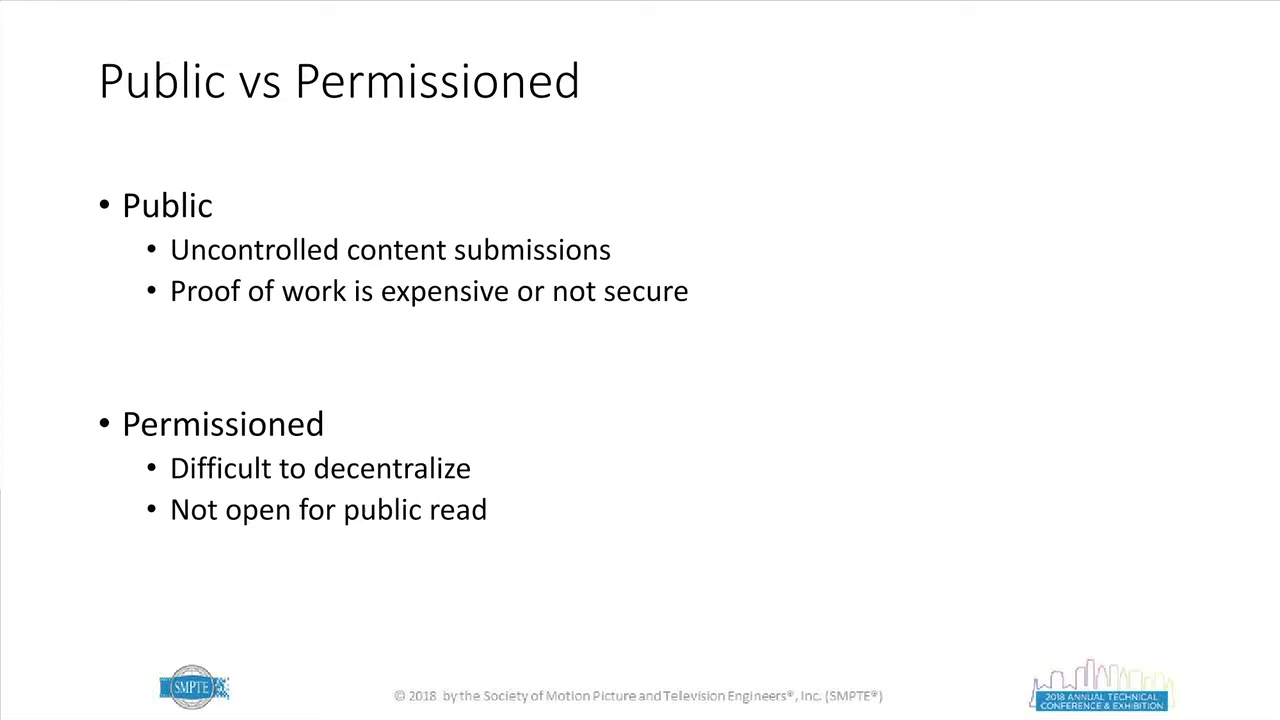 Public vs Permissioned
• Public
• Uncontrolled content submissions
• Proof of work is expensive or not secure
• Permissioned
• Difficult to decentralize
• Not open for public read
SMPTE
© 2018 by the Society of Motion Picture and Television Engineers®, Inc. (SMPTE®)
2018 ANNUAL TECHNICAL
CONFERENCE & EXHIBITION